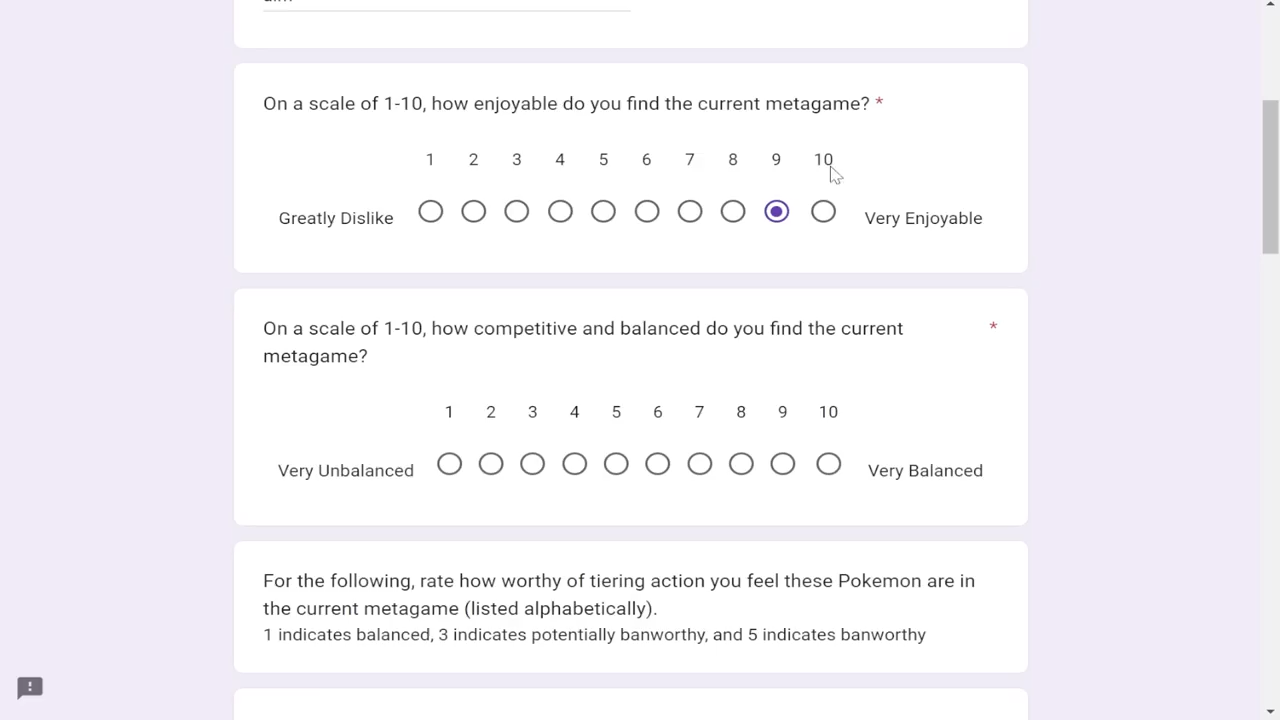 On a scale of 1-10, how enjoyable do you find the current metagame? *
1 2 3 4 5 6 7 8 9 10
Greatly Dislike Very Enjoyable
On a scale of 1-10, how competitive and balanced do you find the current *
metagame?
1 2 3 4 5 6 7 8 9 10
Very Unbalanced Very Balanced
For the following, rate how worthy of tiering action you feel these Pokemon are in
the current metagame (listed alphabetically).
1 indicates balanced, 3 indicates potentially banworthy, and 5 indicates banworthy